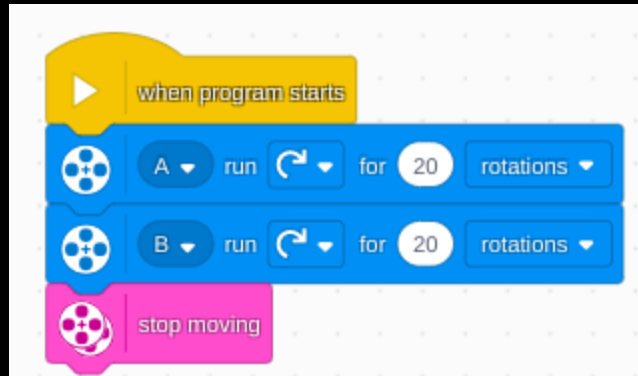 when program starts
A run for 20 rotations
B run for 20 rotations
stop moving